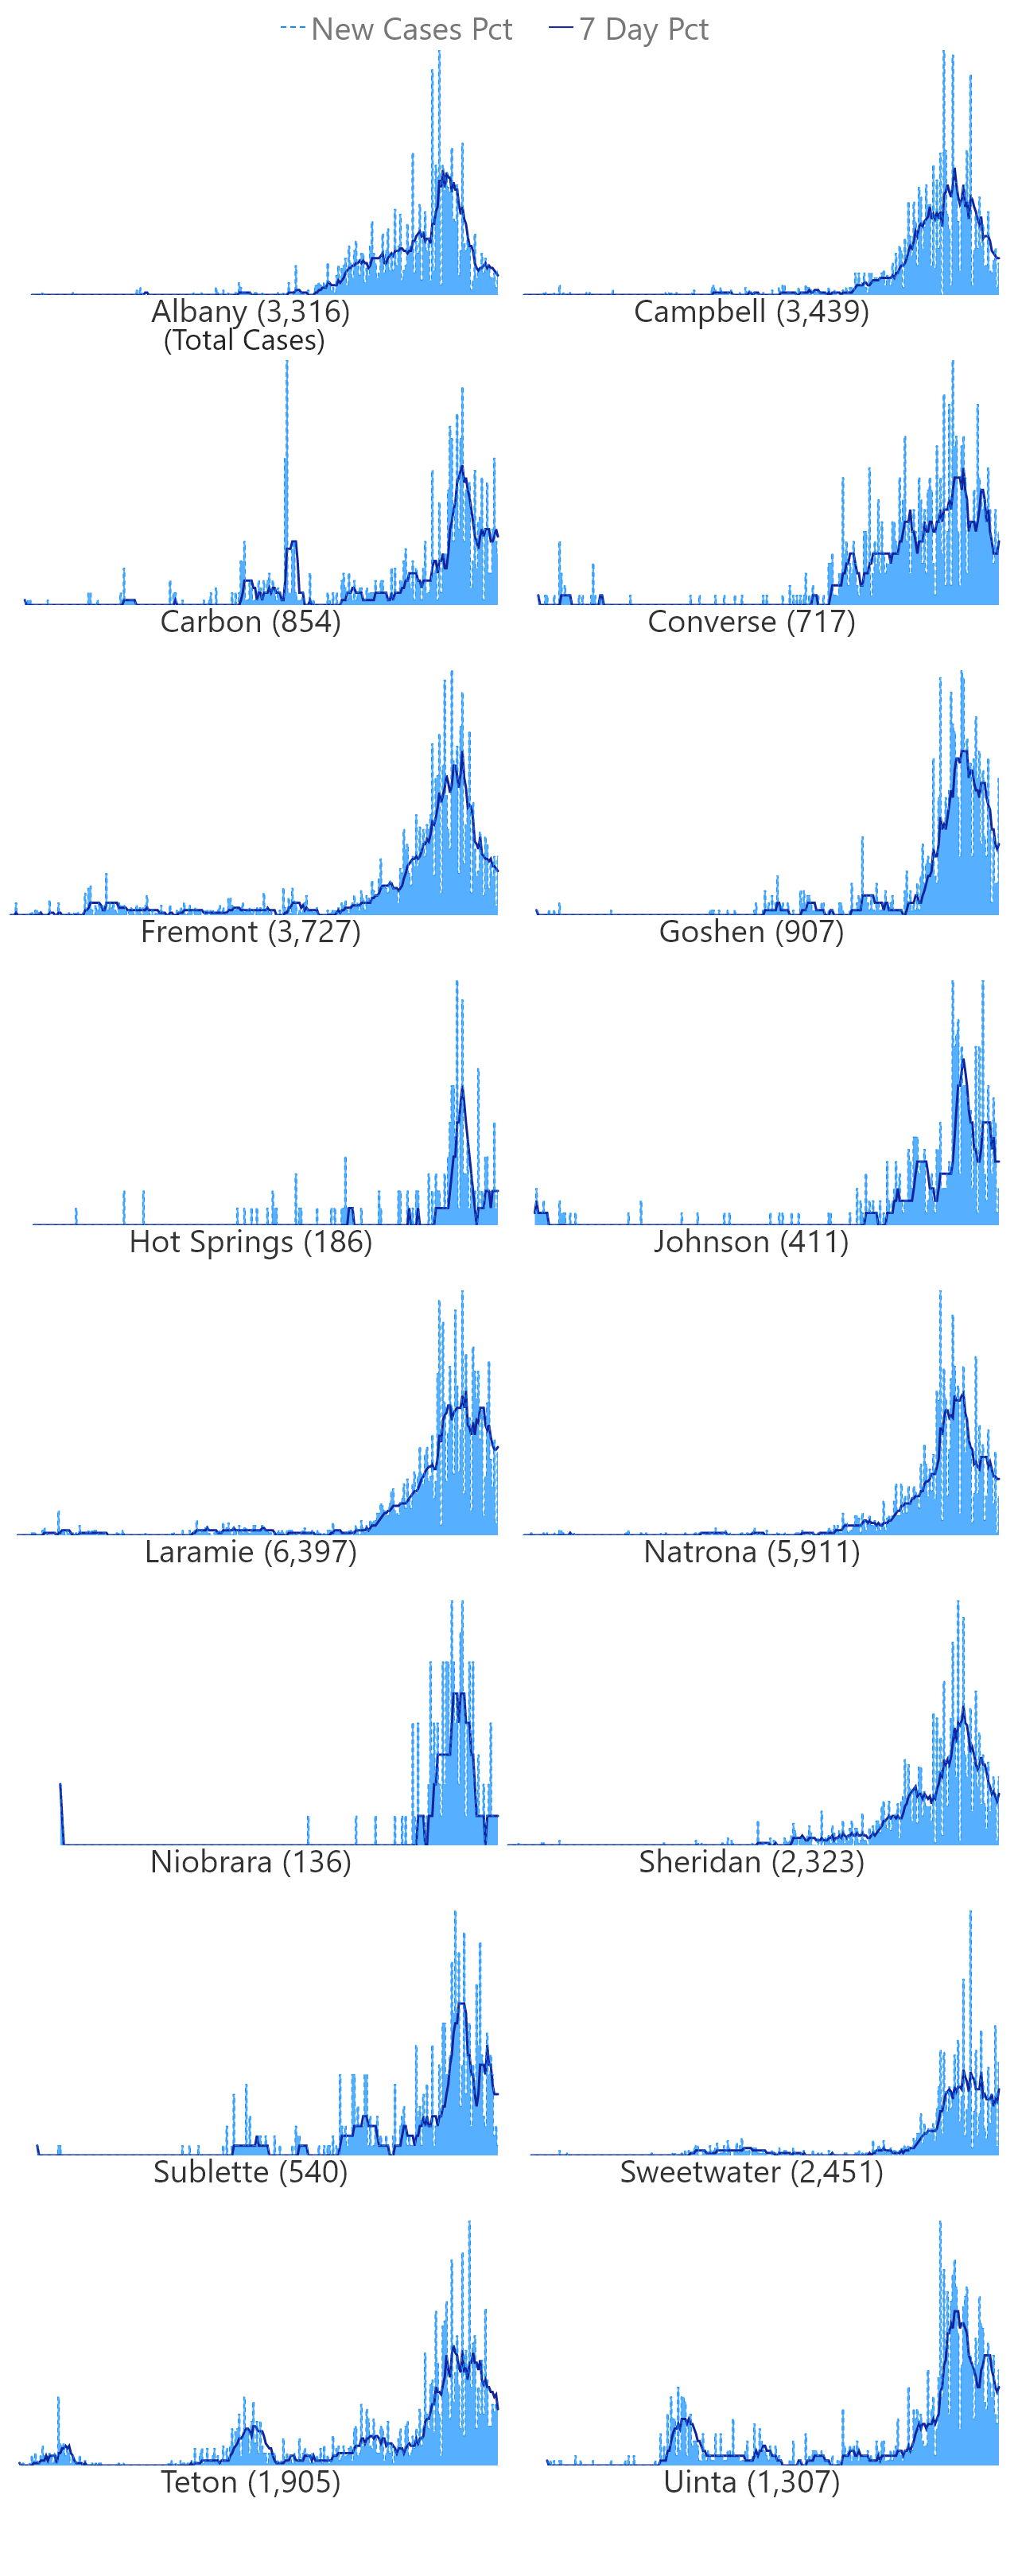 New Cases Pct 7 Day Pct
Albany (3,316) Campbell (3,439)
(Total Cases)
Carbon (854) Converse (717)
Fremont (3,727) Goshen (907)
Hot Springs (186) Johnson (411)
Laramie (6,397) Natrona (5,911)
Niobrara (136) Sheridan (2,323)
Sublette (540) Sweetwater (2,451)
Teton (1,905) Uinta (1,307)